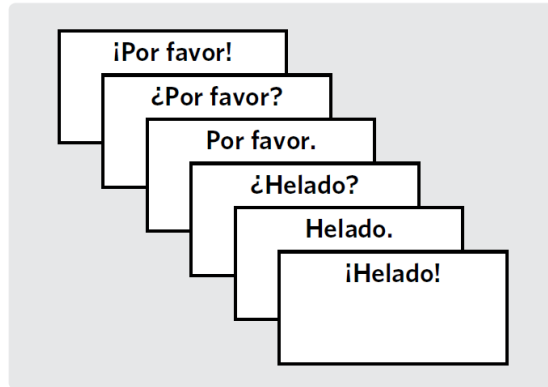 ¡Por favor!
¿Por favor?
Por favor.
¿Helado?
Helado.
¡Helado!